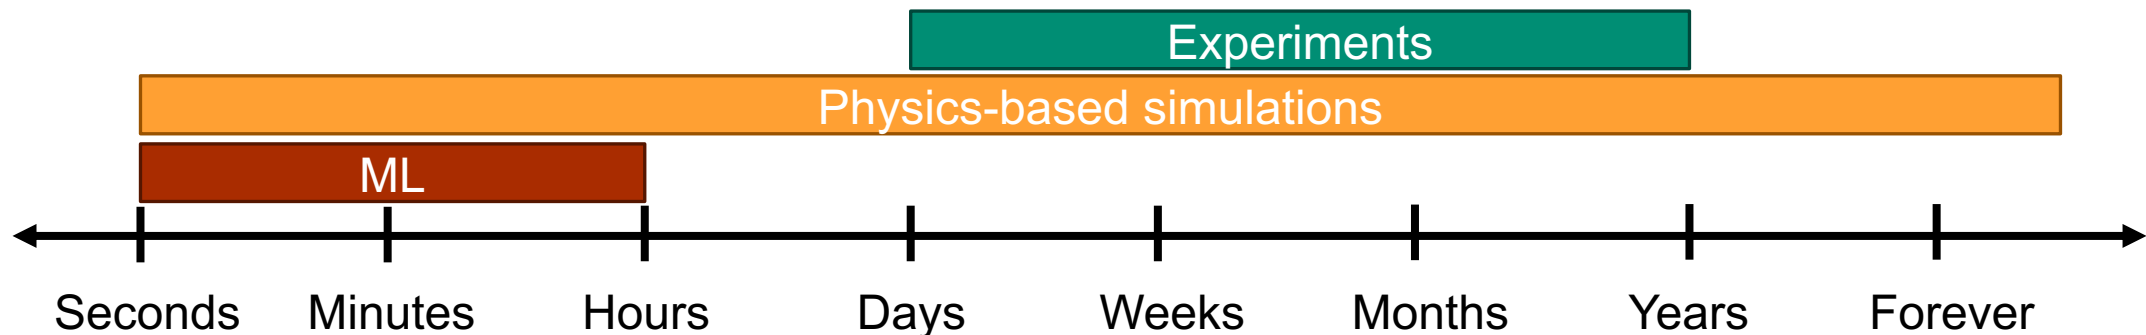 Experiments
Physics-based simulations
ML
Seconds Minutes Hours Days Weeks Months Years Forever